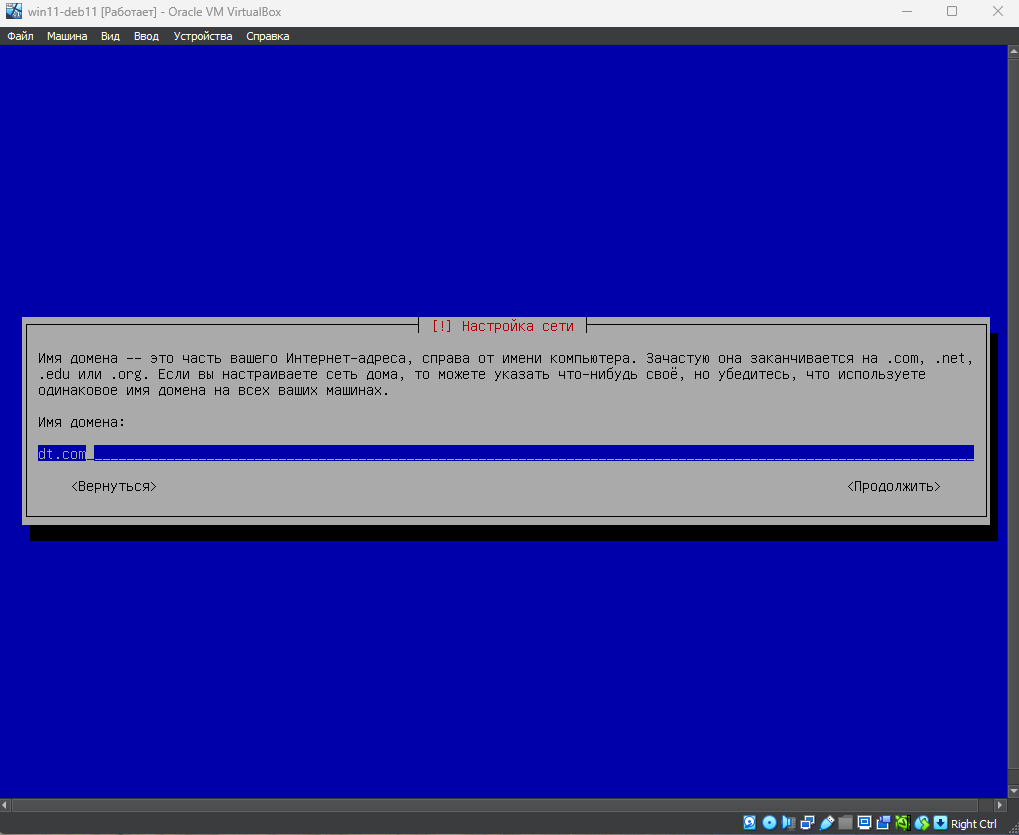 win11-deb11 [Работает] - Oracle VM VirtualBox
Файл Машина Вид Ввод Устройства Справка
[!] Настройка сети
Имя домена -- это часть вашего Интернет-адреса, справа от имени компьютера. Зачастую она заканчивается на .com, .net,
.edu или .org. Если вы настраиваете сеть дома, то можете указать что-нибудь своё, но убедитесь, что используете
одинаковое имя домена на всех ваших машинах.
Имя домена:
dt.com
<Вернуться> <Продолжить>
Right Ctrl